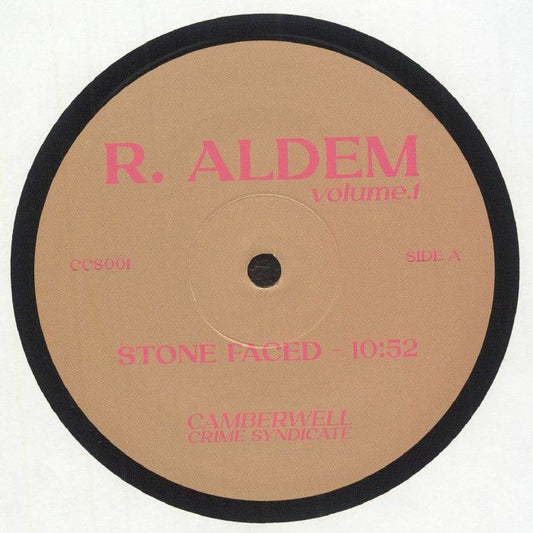 R. ALDEM
volume.1
CCS001
SIDE A
STONE FACED - 10:52
CAMBERWELL
CRIME SYNDICATE